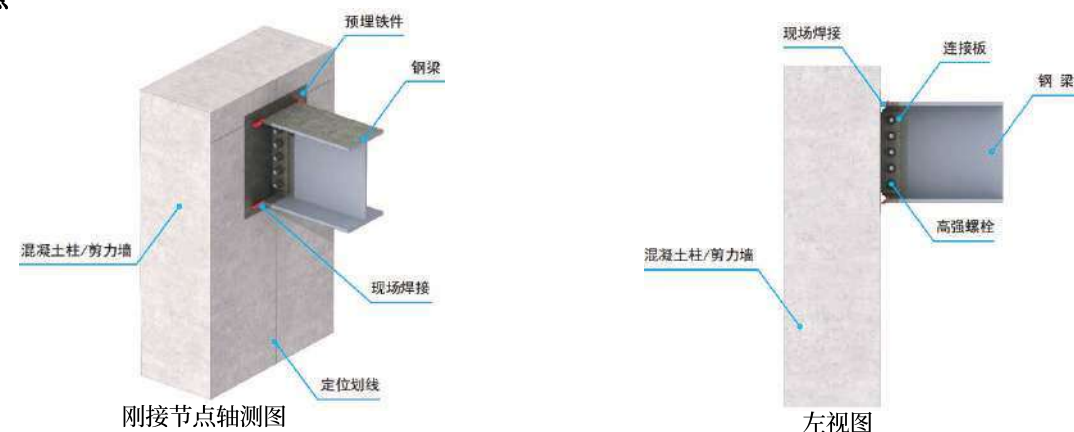 预埋铁件
钢梁
混凝土柱/剪力墙
现场焊接
定位划线
刚接节点轴测图
现场焊接
连接板
钢 梁
高强螺栓
混凝土柱/剪力墙
左视图